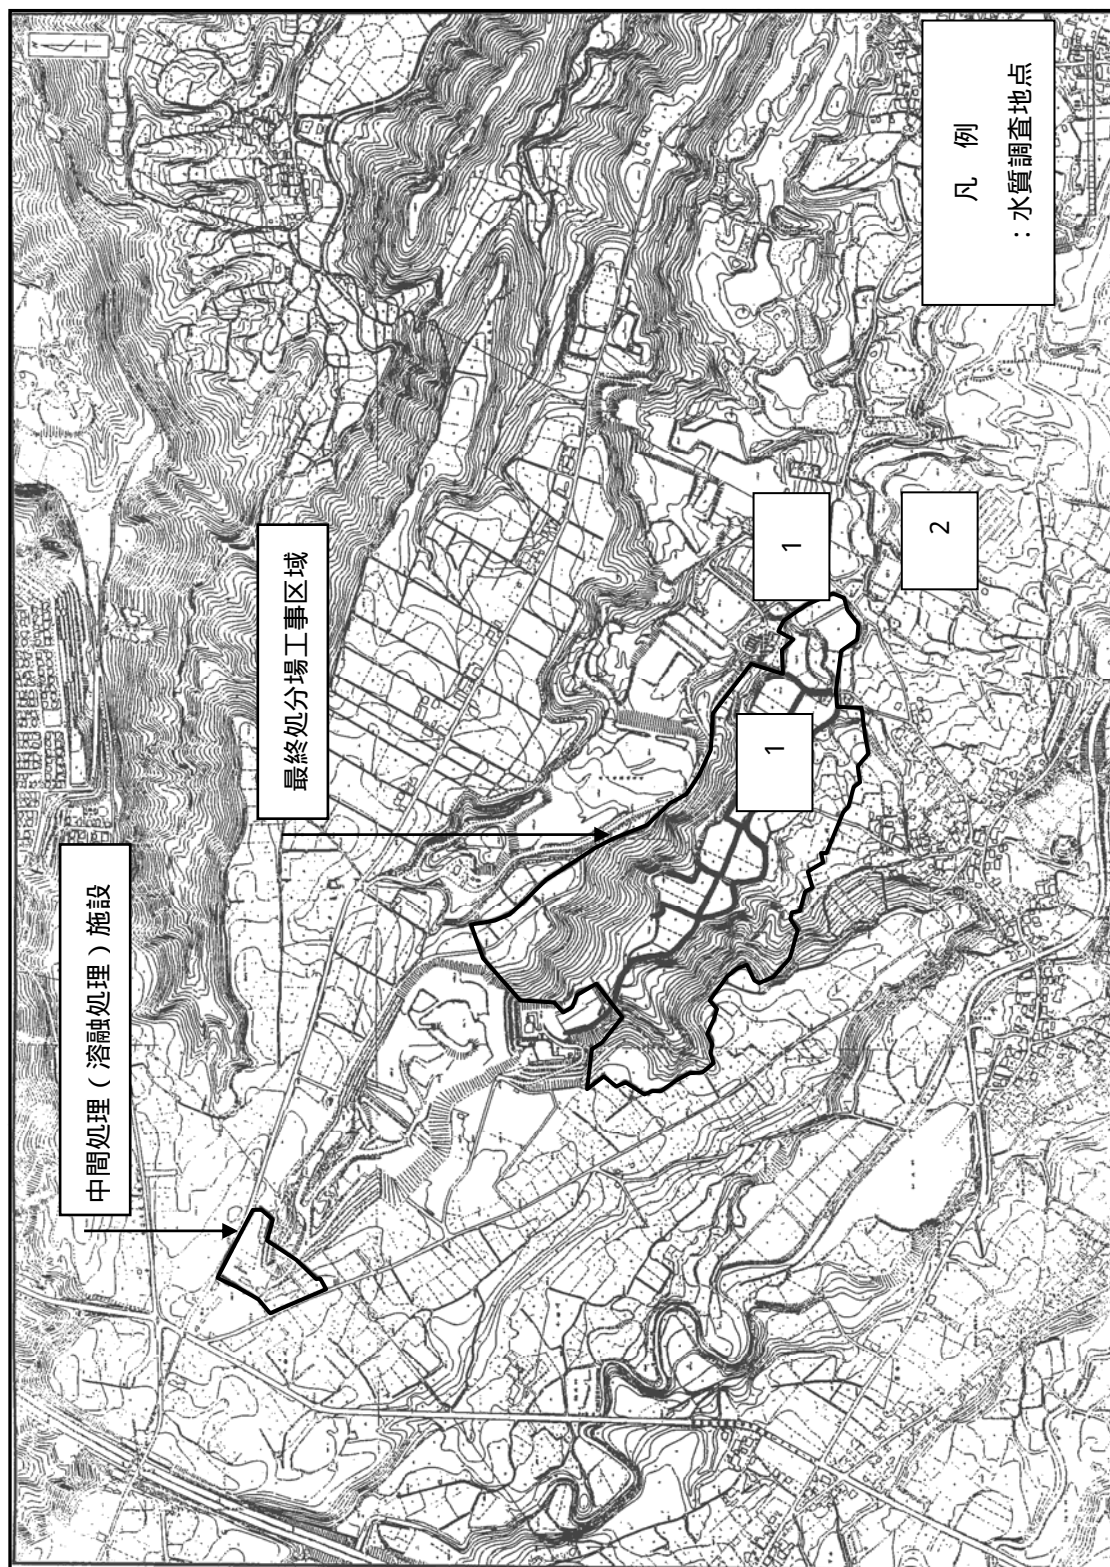 中間処理(溶融処理)施設
最終処分場工事区域
1
1
2
凡 例
:水質調査地点